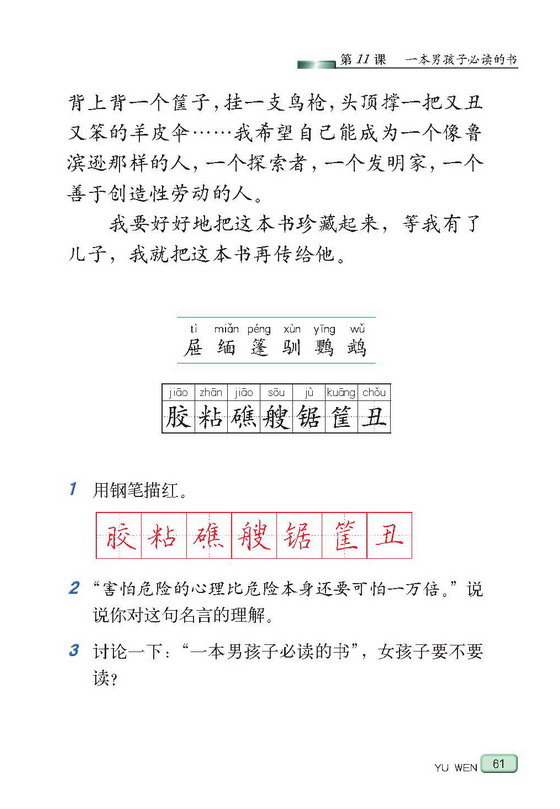 第11课 一本男孩子必读的书
背上背一个筐子，挂一支鸟枪，头顶撑一把又丑
又笨的羊皮伞……我希望自己能成为一个像鲁
滨逊那样的人，一个探索者，一个发明家，一个
善于创造性劳动的人。
我要好好地把这本书珍藏起来，等我有了
儿子，我就把这本书再传给他。
tì miǎn péng xùn yīng wǔ
屉 缅 篷 驯 鹦 鹉
jiāo zhān jiāo sōu jù kuāng chǒu
胶 粘 礁 艘 锯 筐 丑
1 用钢笔描红。
胶 粘 礁 艘 锯 筐 丑
2 “害怕危险的心理比危险本身还要可怕一万倍。”说
说你对这句名言的理解。
3 讨论一下：“一本男孩子必读的书”，女孩子要不要
读？
YU WEN 61